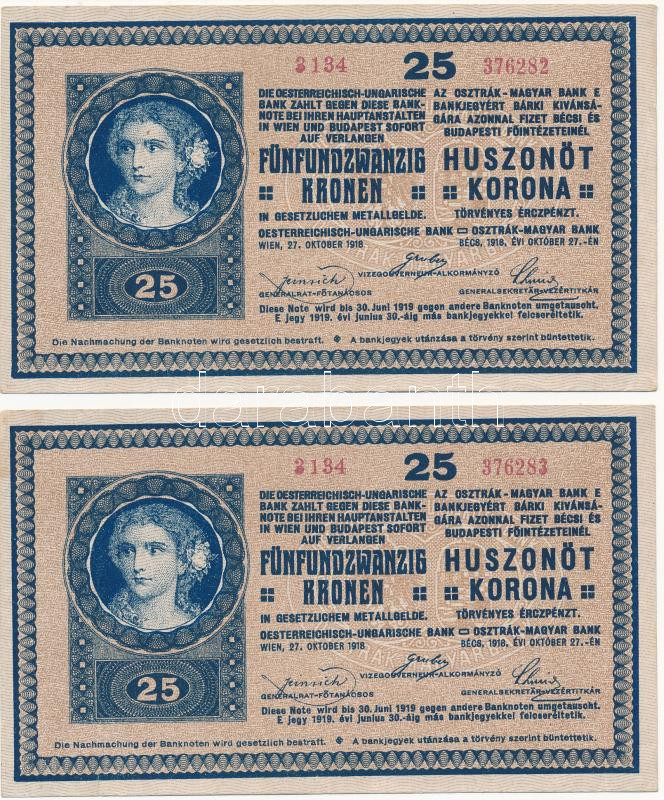 3134 25 376282
DIE OESTERREICHISCH-UNGARISCHE
BANK ZAHLT GEGEN DIESE BANK-
NOTE BEI IHREN HAUPTANSTALTEN
IN WIEN UND BUDAPEST SOFORT
AUF VERLANGEN
FÜNFUNDZWANZIG
KRONEN
IN GESETZLICHEM METALLGELDE.
OESTERREICHISCH-UNGARISCHE BANK
WIEN, 27. OKTOBER 1918
AZ OSZTRÁK-MAGYAR BANK E
BANKJEGYÉRT BÁRKI KIVÁNSÁ-
GÁRA AZONNAL FIZET BÉCSI ÉS
BUDAPESTI FŐINTÉZETEINÉL
HUSZONÖT
KORONA
TÖRVÉNYES ÉRCZPÉNZT.
OSZTRÁK-MAGYAR BANK
BÉCS, 1918. ÉVI OKTOBER 27.-ÉN
VIZEGOUVERNEUR-ALKORMÁNYZÓ
25
GENERALRAT-FŐTANÁCSOS
GENERALSEKRETÄR-VEZÉRTITKÁR
Diese Note wird bis 30. Juni 1919 gegen andere Banknoten umgetauscht.
E jegy 1919. évi junius 30.-áig más bankjegyekkel felcseréltetik.
Die Nachmachung der Banknoten wird gesetzlich bestraft. A bankjegyek utánzása a törvény szerint büntettetik.
darabanth
3134 25 376283
DIE OESTERREICHISCH-UNGARISCHE
BANK ZAHLT GEGEN DIESE BANK-
NOTE BEI IHREN HAUPTANSTALTEN
IN WIEN UND BUDAPEST SOFORT
AUF VERLANGEN
FÜNFUNDZWANZIG
KRONEN
IN GESETZLICHEM METALLGELDE.
OESTERREICHISCH-UNGARISCHE BANK
WIEN, 27. OKTOBER 1918
AZ OSZTRÁK-MAGYAR BANK E
BANKJEGYÉRT BÁRKI KIVÁNSÁ-
GÁRA AZONNAL FIZET BÉCSI ÉS
BUDAPESTI FŐINTÉZETEINÉL
HUSZONÖT
KORONA
TÖRVÉNYES ÉRCZPÉNZT.
OSZTRÁK-MAGYAR BANK
BÉCS, 1918. ÉVI OKTOBER 27.-ÉN
VIZEGOUVERNEUR-ALKORMÁNYZÓ
25
GENERALRAT-FŐTANÁCSOS
GENERALSEKRETÄR-VEZÉRTITKÁR
Diese Note wird bis 30. Juni 1919 gegen andere Banknoten umgetauscht.
E jegy 1919. évi junius 30.-áig más bankjegyekkel felcseréltetik.
Die Nachmachung der Banknoten wird gesetzlich bestraft. A bankjegyek utánzása a törvény szerint büntettetik.